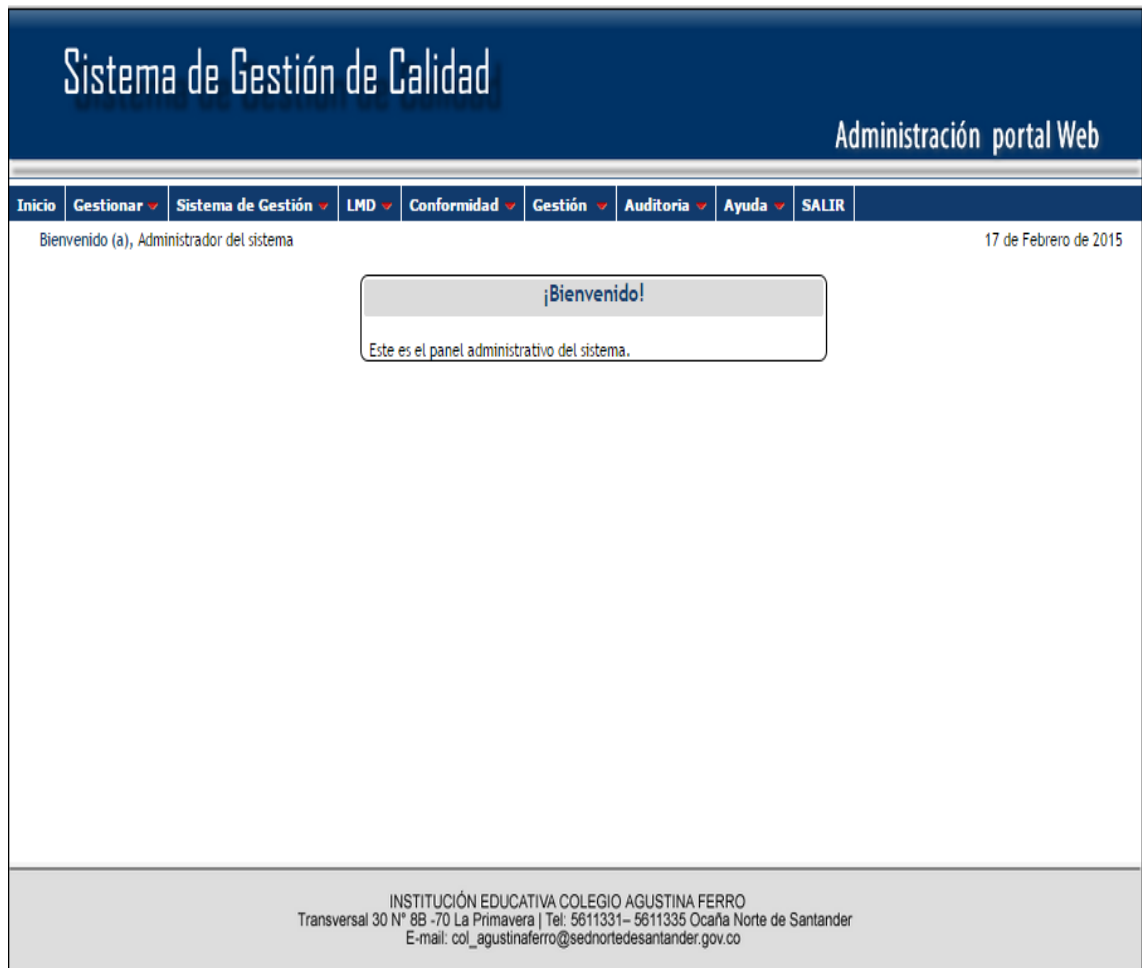 Sistema de Gestión de Calidad
Administración portal Web
Inicio Gestionar Sistema de Gestión LMD Conformidad Gestión Auditoria Ayuda SALIR
Bienvenido (a), Administrador del sistema 17 de Febrero de 2015
¡Bienvenido!
Este es el panel administrativo del sistema.
INSTITUCIÓN EDUCATIVA COLEGIO AGUSTINA FERRO
Transversal 30 N° 8B -70 La Primavera | Tel: 5611331– 5611335 Ocaña Norte de Santander
E-mail: col_agustinaferro@sednortedesantander.gov.co